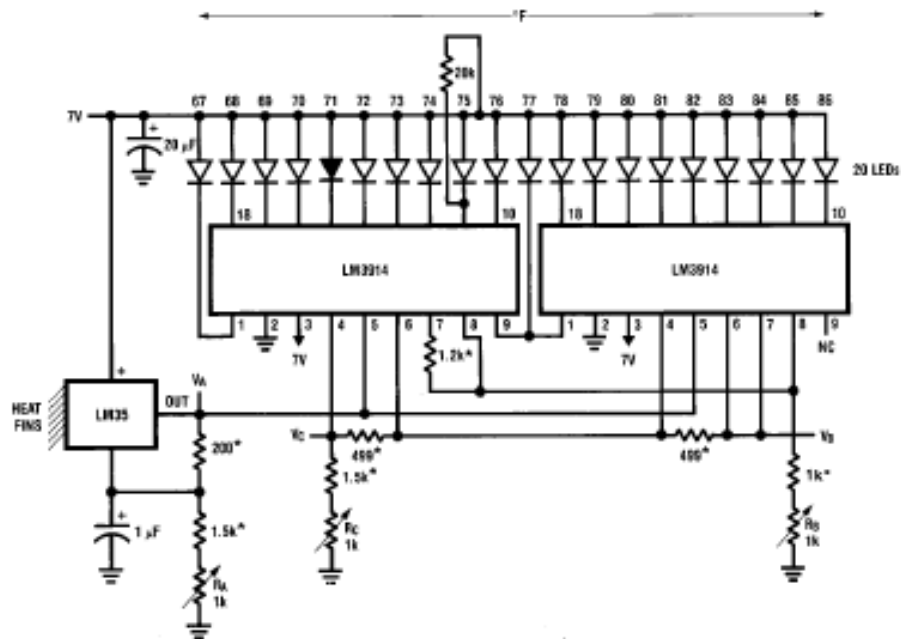 °F
20k
67 68 69 70 71 72 73 74 75 76 77 78 79 80 81 82 83 84 85 86
7V
20 μF
20 LEDs
18 10 18 10
LM3914 LM3914
1 2 3 4 5 6 7 8 9 1 2 3 4 5 6 7 8 9
7V 1.2k* 7V NC
HEAT FINS
LM35
OUT
VA
200*
VC
499*
499*
VB
1.5k*
1k*
1 μF
1.5k*
RC
1k
RB
1k
RA
1k